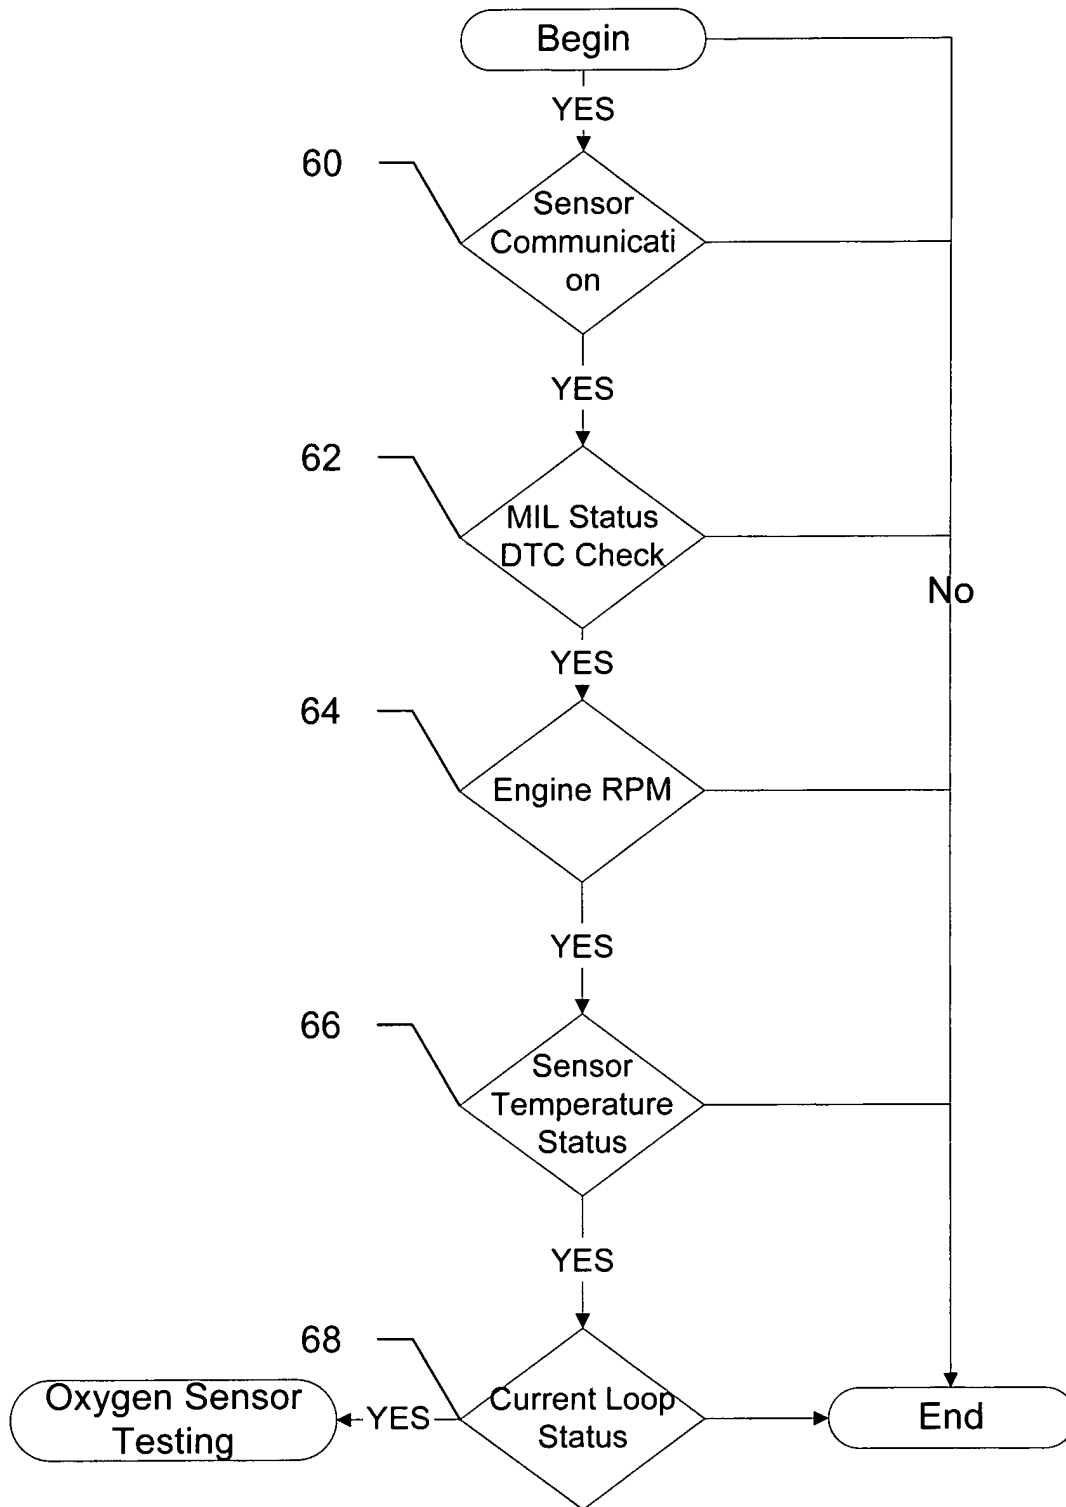 Begin
YES
60
Sensor
Communicati
on
YES
62
MIL Status
DTC Check
No
YES
64
Engine RPM
YES
66
Sensor
Temperature
Status
YES
68
Current Loop
Status
YES
Oxygen Sensor
Testing
End